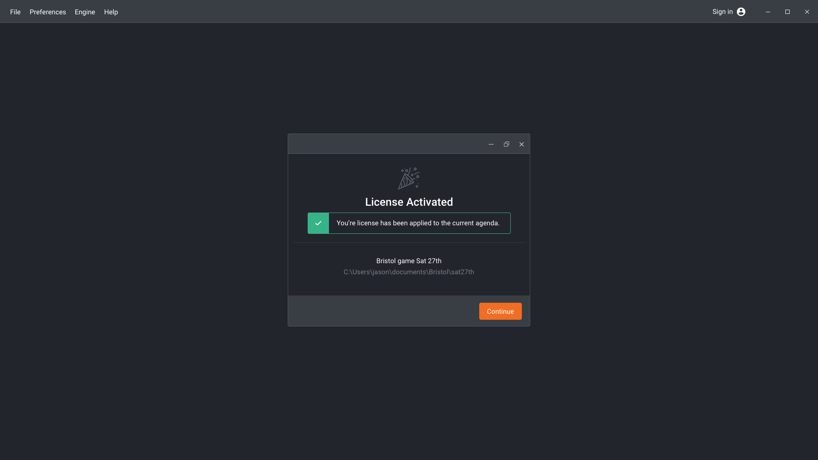 File Preferences Engine Help Sign in
License Activated
You're license has been applied to the current agenda.
Bristol game Sat 27th
C:\Users\jason\documents\Bristol\sat27th
Continue